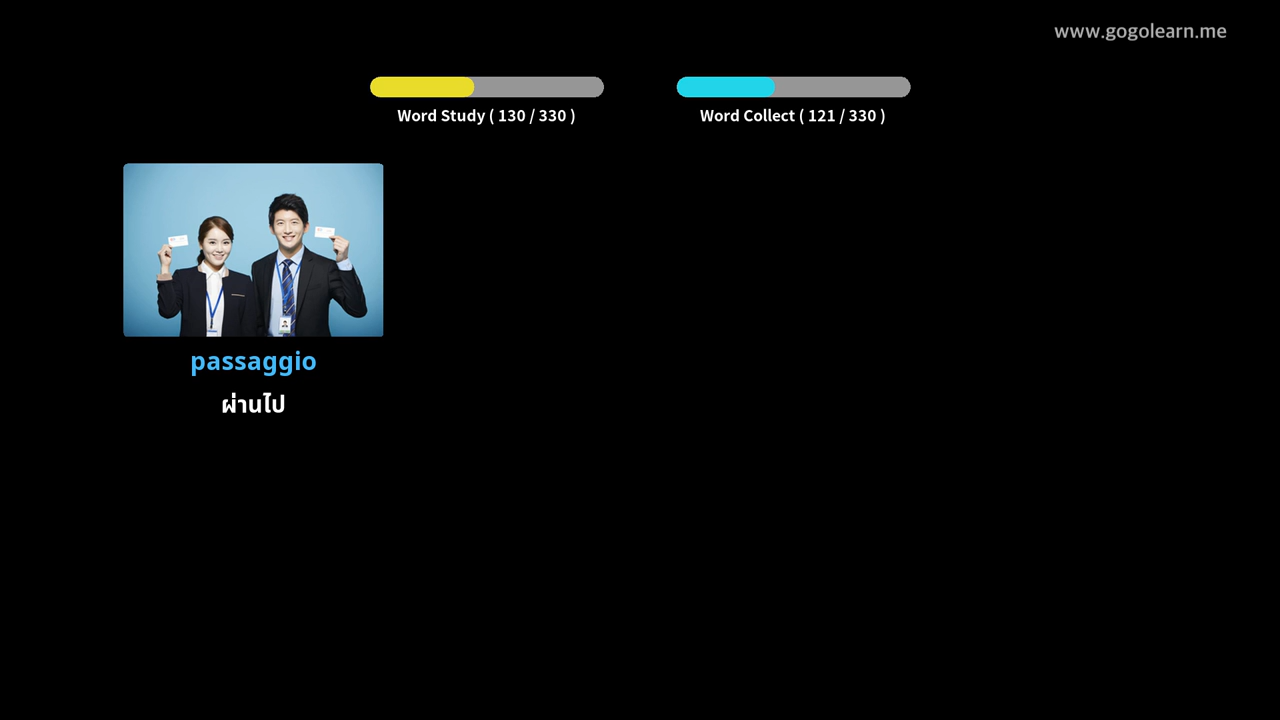 www.gogolearn.me
Word Study ( 130 / 330 )
Word Collect ( 121 / 330 )
passaggio
ผ่านไป